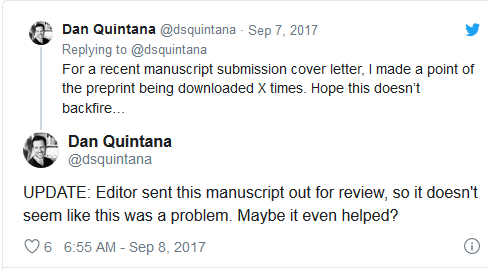 Dan Quintana @dsquintana · Sep 7, 2017
Replying to @dsquintana
For a recent manuscript submission cover letter, I made a point of
the preprint being downloaded X times. Hope this doesn't
backfire…
Dan Quintana
@dsquintana
UPDATE: Editor sent this manuscript out for review, so it doesn't
seem like this was a problem. Maybe it even helped?
6 6:55 AM - Sep 8, 2017